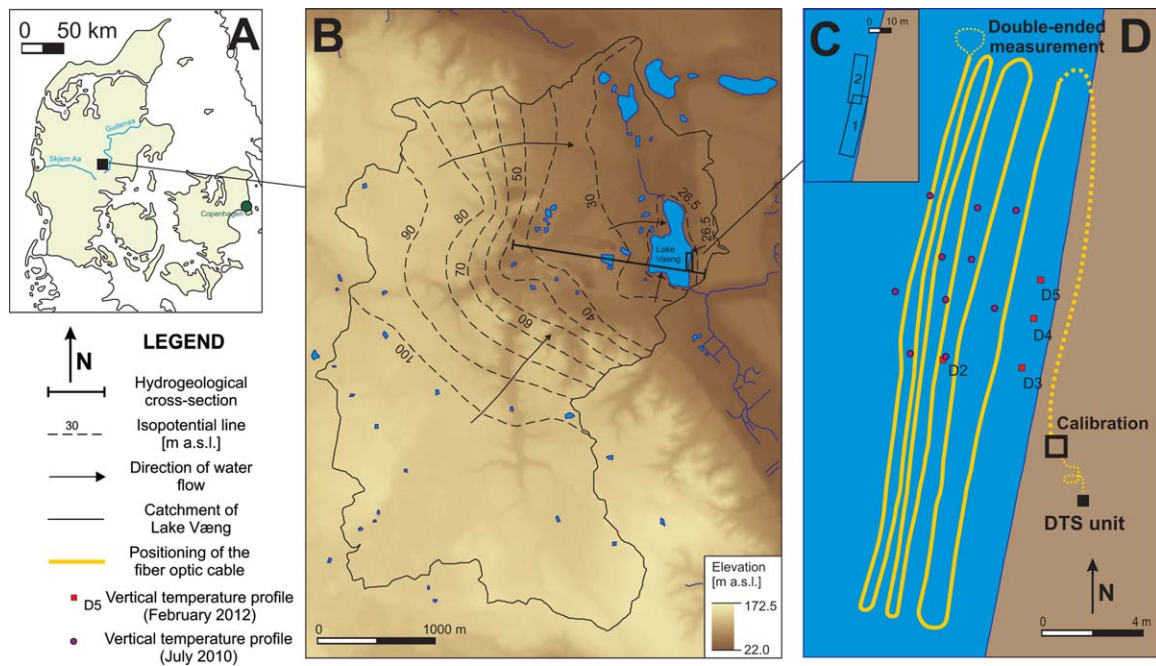 A
0 50 km
Gudenaa
Skjern Aa
Copenhagen
N
LEGEND
Hydrogeological
cross-section
30
Isopotential line
[m a.s.l.]
Direction of water
flow
Catchment of
Lake Væng
Positioning of the
fiber optic cable
D5 Vertical temperature profile
(February 2012)
Vertical temperature profile
(July 2010)
B
50
80
90
30
26.5
26.5
Lake
Vaeng
70
40
60
100
0 1000 m
Elevation
[m a.s.l.]
172.5
22.0
C
0 10 m
2
1
D
Double-ended
measurement
D5
D4
D2
D3
Calibration
DTS unit
N
0 4 m